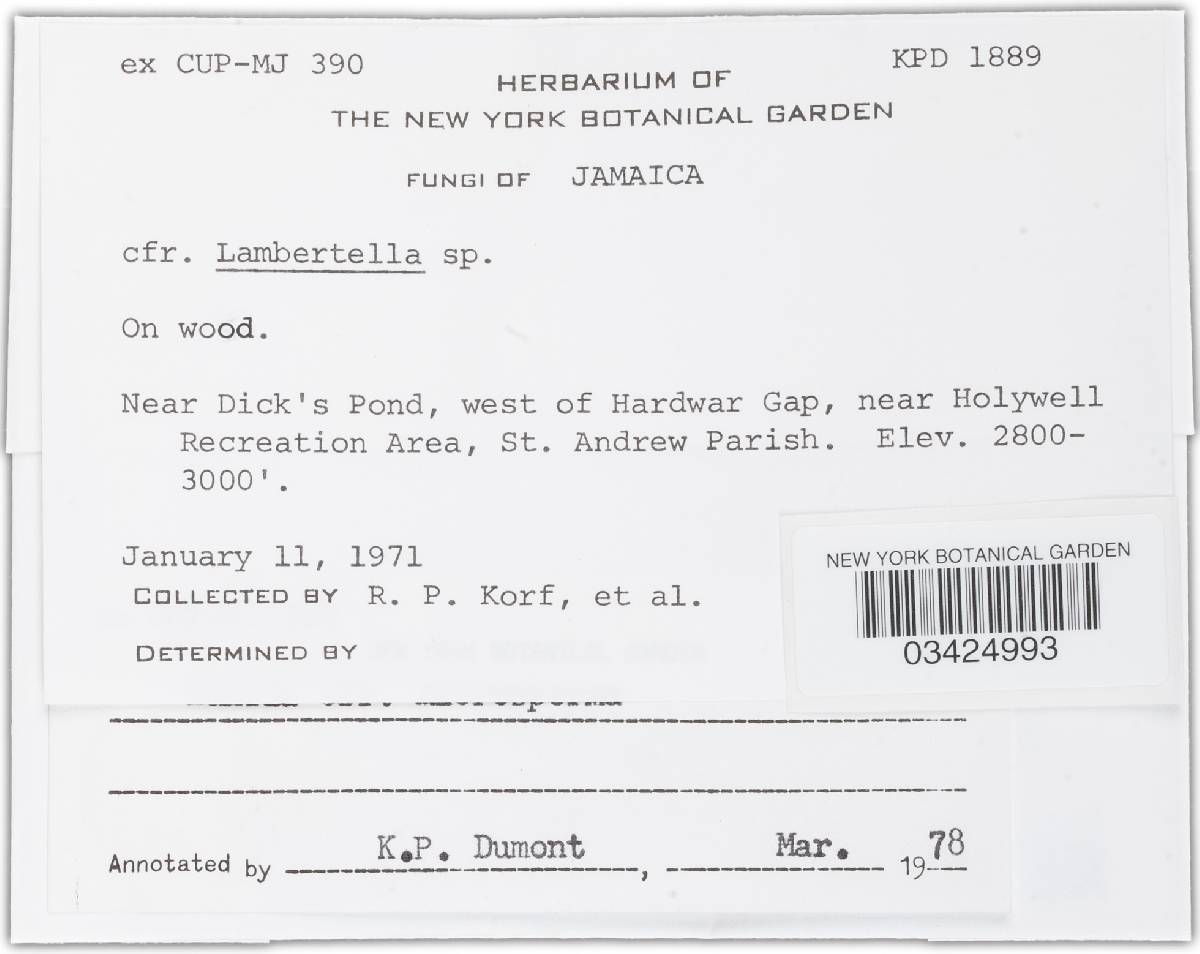 ex CUP-MJ 390
KPD 1889
HERBARIUM OF
THE NEW YORK BOTANICAL GARDEN
FUNGI OF JAMAICA
cfr. Lambertella sp.
On wood.
Near Dick's Pond, west of Hardwar Gap, near Holywell
Recreation Area, St. Andrew Parish. Elev. 2800-
3000'.
January 11, 1971
COLLECTED BY R. P. Korf, et al.
DETERMINED BY
NEW YORK BOTANICAL GARDEN
03424993
Annotated by K.P. Dumont, Mar. 1978